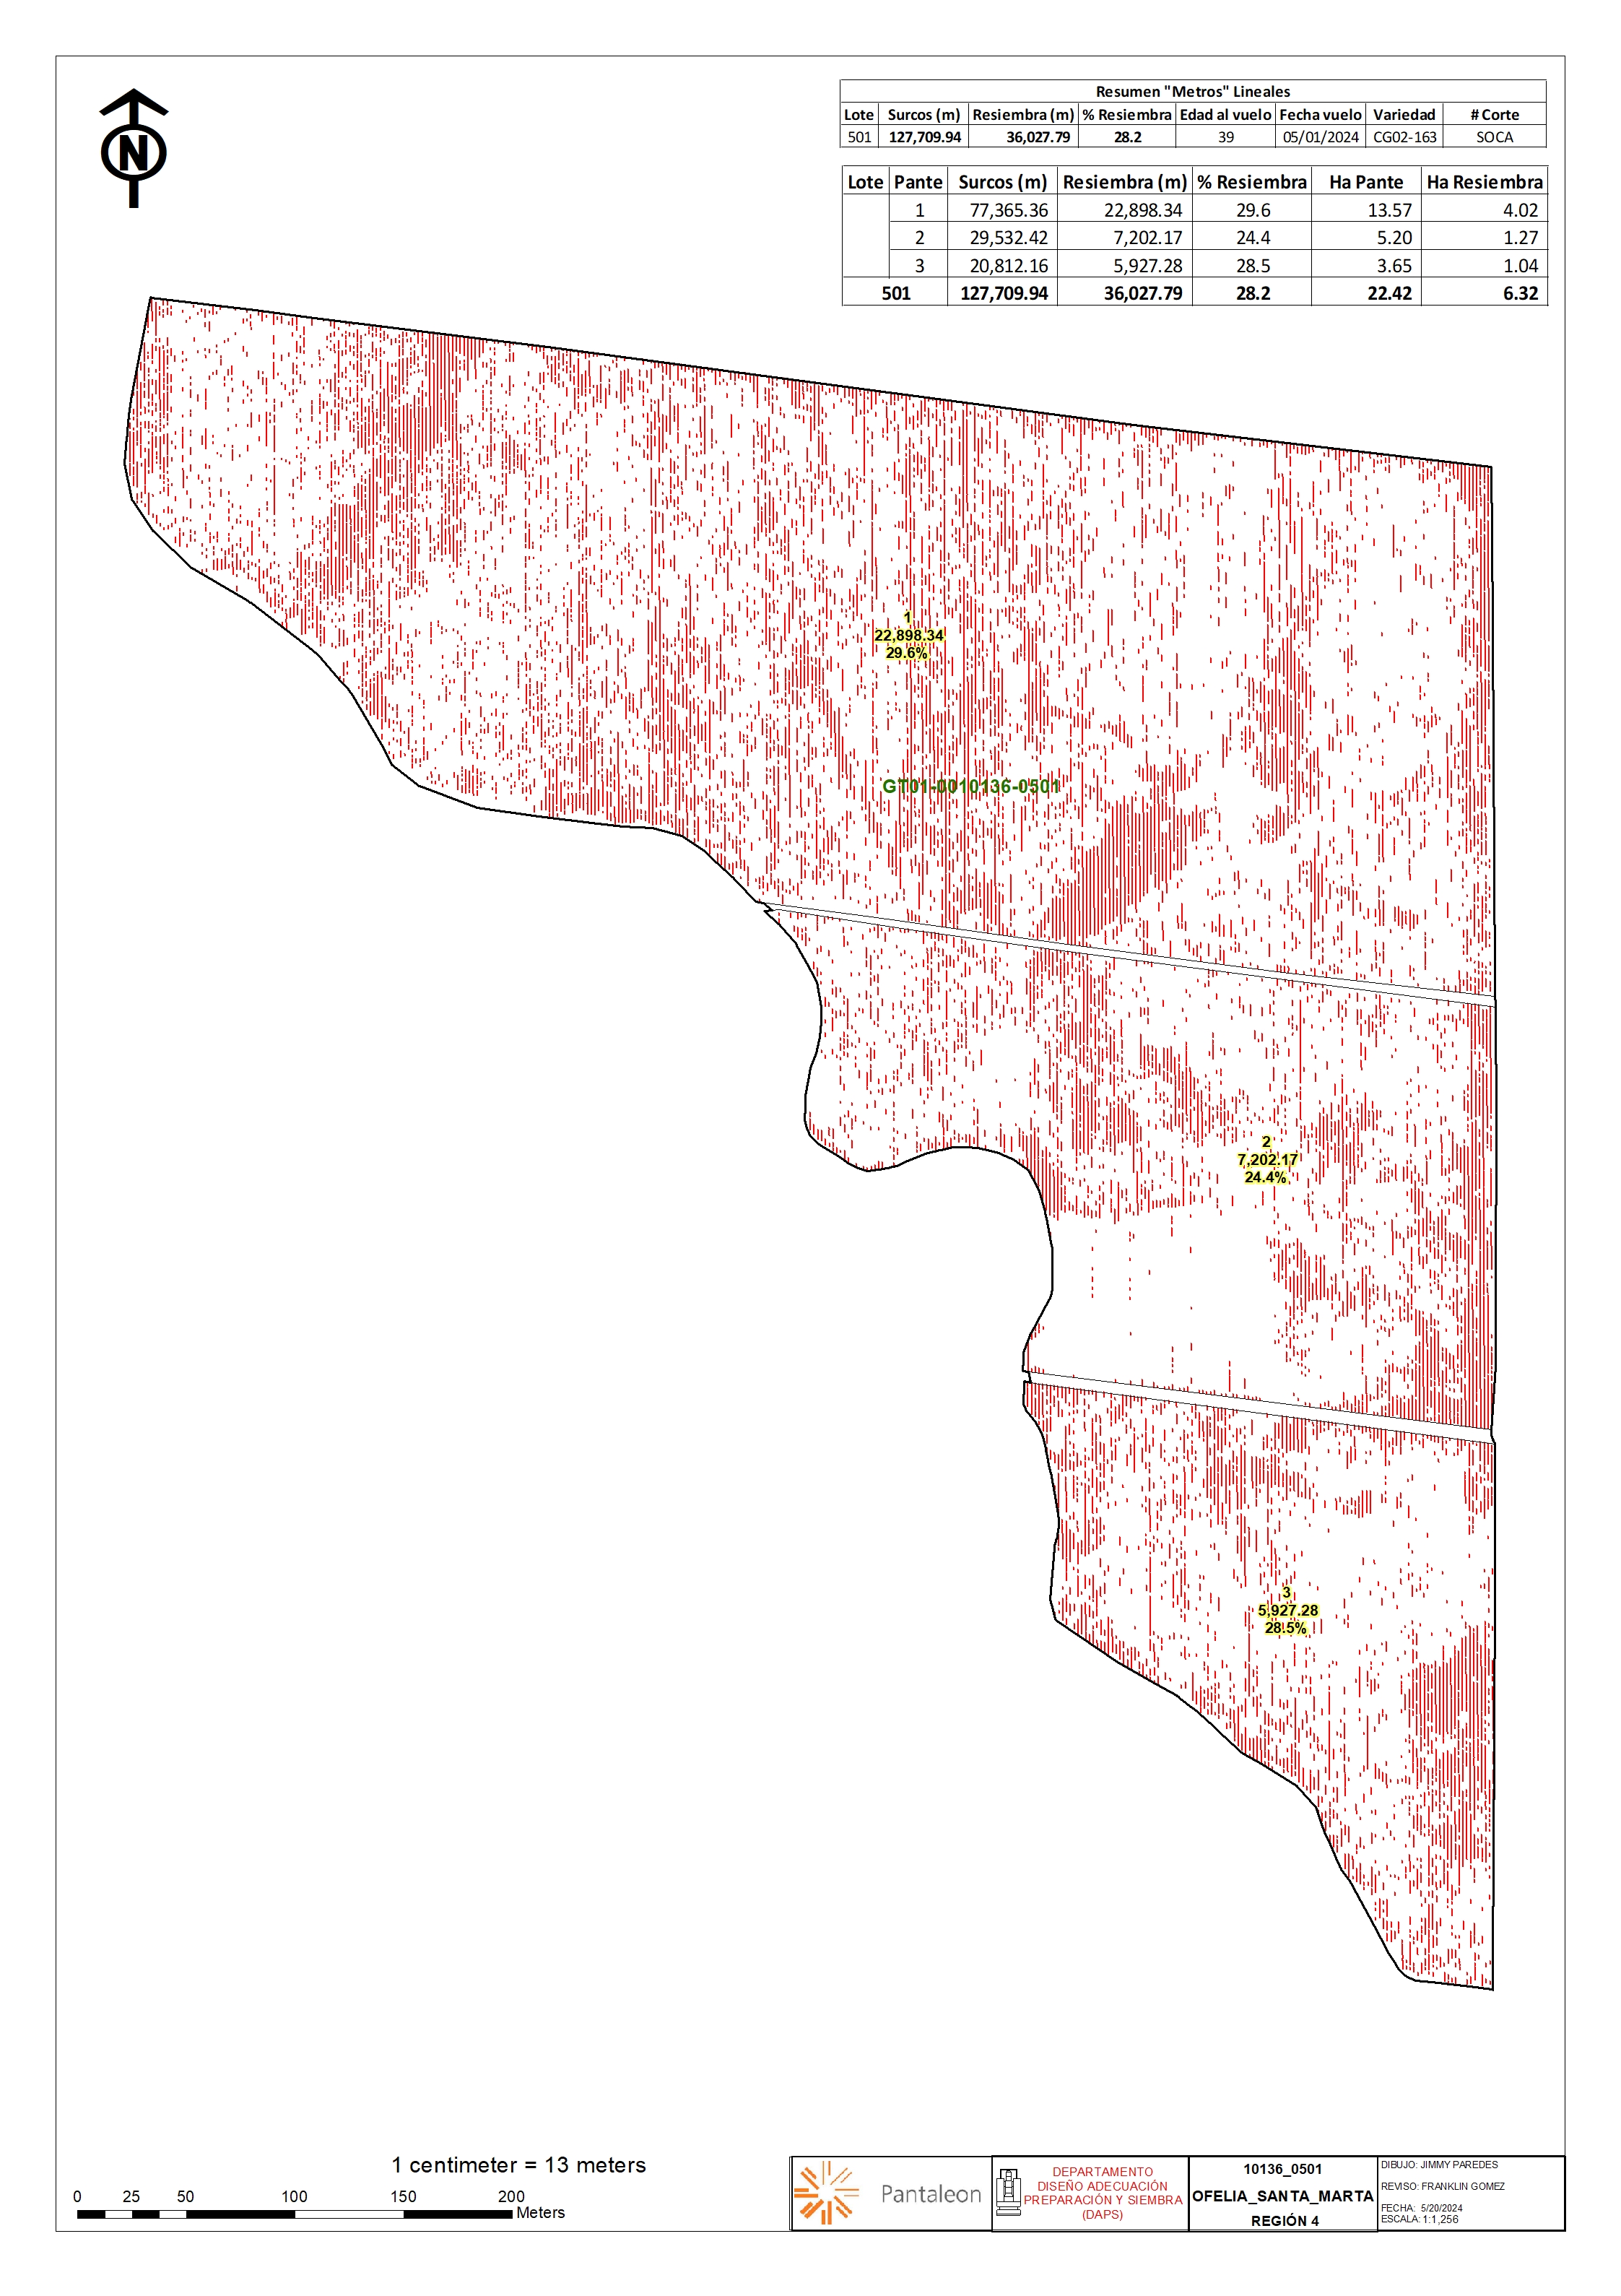 N
Resumen "Metros" Lineales
Lote Surcos (m) Resiembra (m) % Resiembra Edad al vuelo Fecha vuelo Variedad # Corte
501 127,709.94 36,027.79 28.2 39 05/01/2024 CG02-163 SOCA
Lote Pante Surcos (m) Resiembra (m) % Resiembra Ha Pante Ha Resiembra
1 77,365.36 22,898.34 29.6 13.57 4.02
2 29,532.42 7,202.17 24.4 5.20 1.27
3 20,812.16 5,927.28 28.5 3.65 1.04
501 127,709.94 36,027.79 28.2 22.42 6.32
1
22,898.34
29.6%
GT01-0010136-0501
2
7,202.17
24.4%
3
5,927.28
28.5%
1 centimeter = 13 meters
0 25 50 100 150 200
Meters
Pantaleon
DEPARTAMENTO
DISEÑO ADECUACIÓN
PREPARACIÓN Y SIEMBRA
(DAPS)
10136_0501
OFELIA_SANTA_MARTA
REGIÓN 4
DIBUJO: JIMMY PAREDES
REVISO: FRANKLIN GOMEZ
FECHA: 5/20/2024
ESCALA: 1:1,256